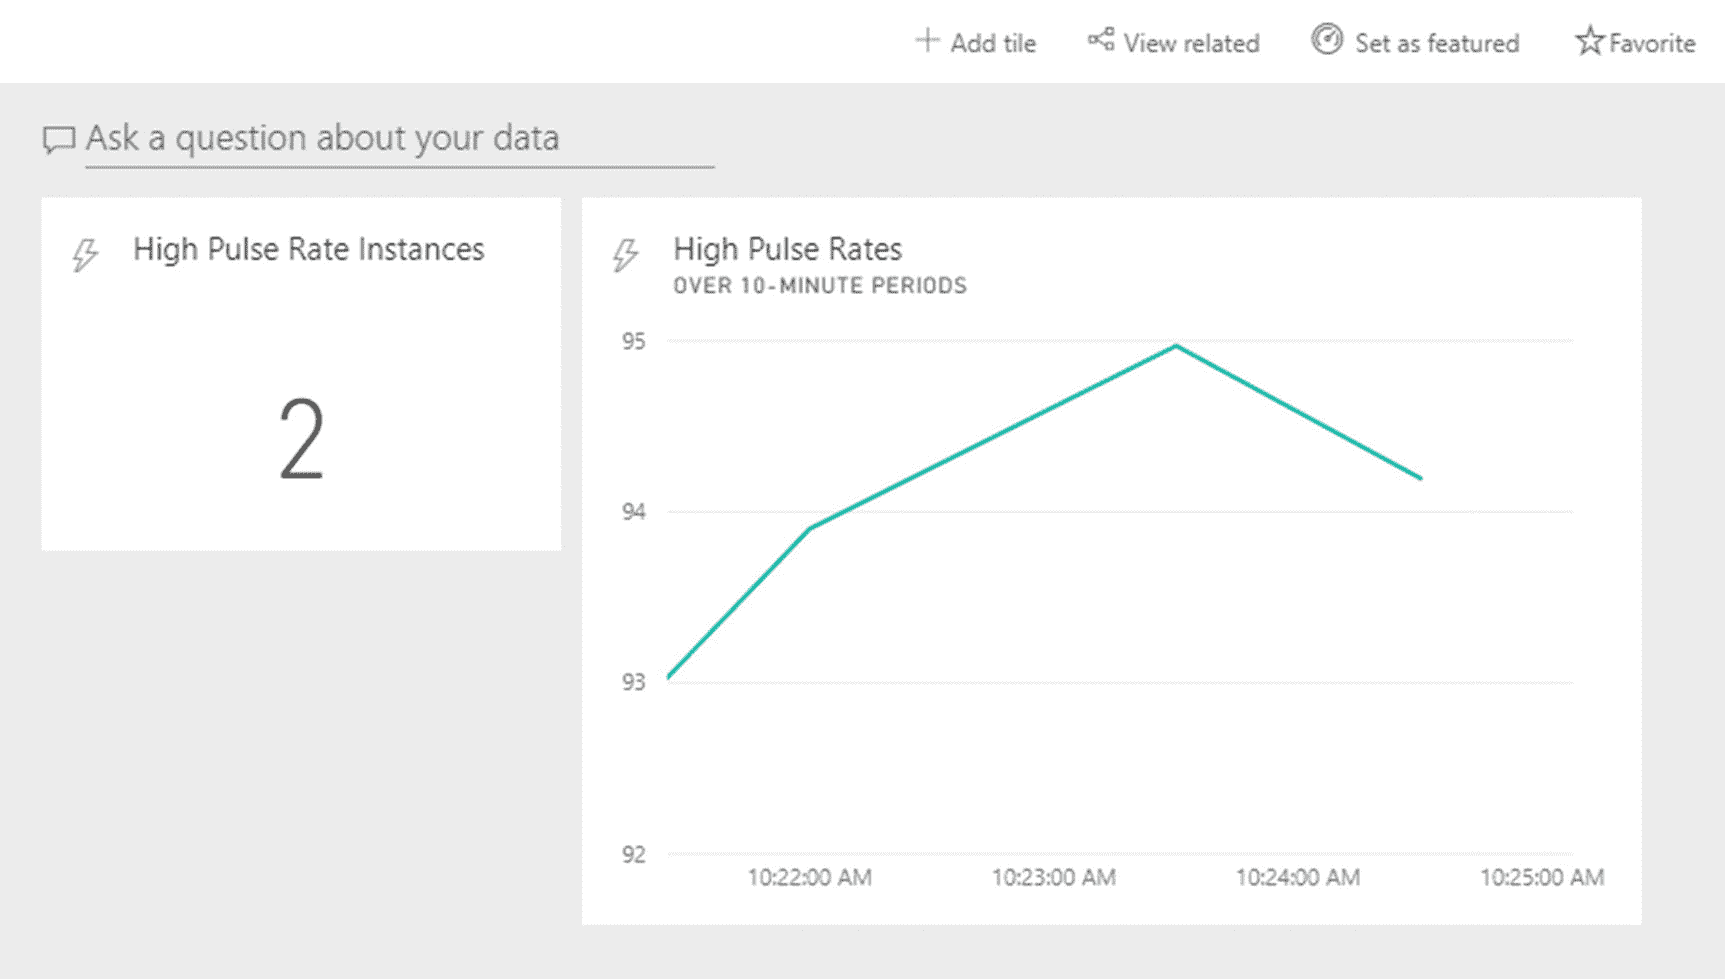 Add tile
View related
Set as featured
Favorite
Ask a question about your data
High Pulse Rate Instances
2
High Pulse Rates
OVER 10-MINUTE PERIODS
95
94
93
92
10:22:00 AM
10:23:00 AM
10:24:00 AM
10:25:00 AM